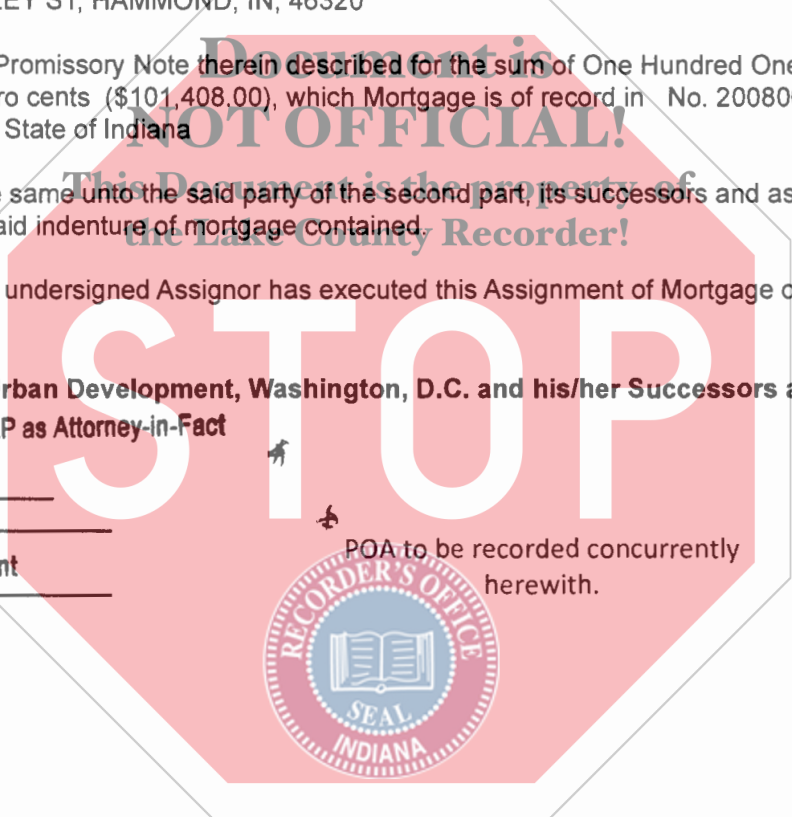 LEY ST, HAMMOND, IN, 46320
Document is
Promissory Note therein described for the sum of One Hundred One
ro cents ($101,408.00), which Mortgage is of record in No. 20080
NOT OFFICIAL!
State of Indiana
This Document is the property of
e same unto the said party of the second part, its successors and as
aid indenture of mortgage contained.
the Lake County Recorder!
undersigned Assignor has executed this Assignment of Mortgage o
STOP
rban Development, Washington, D.C. and his/her Successors a
P as Attorney-in-Fact
POA to be recorded concurrently
nt
herewith.
RECORDER'S OFFICE
SEAL
INDIANA